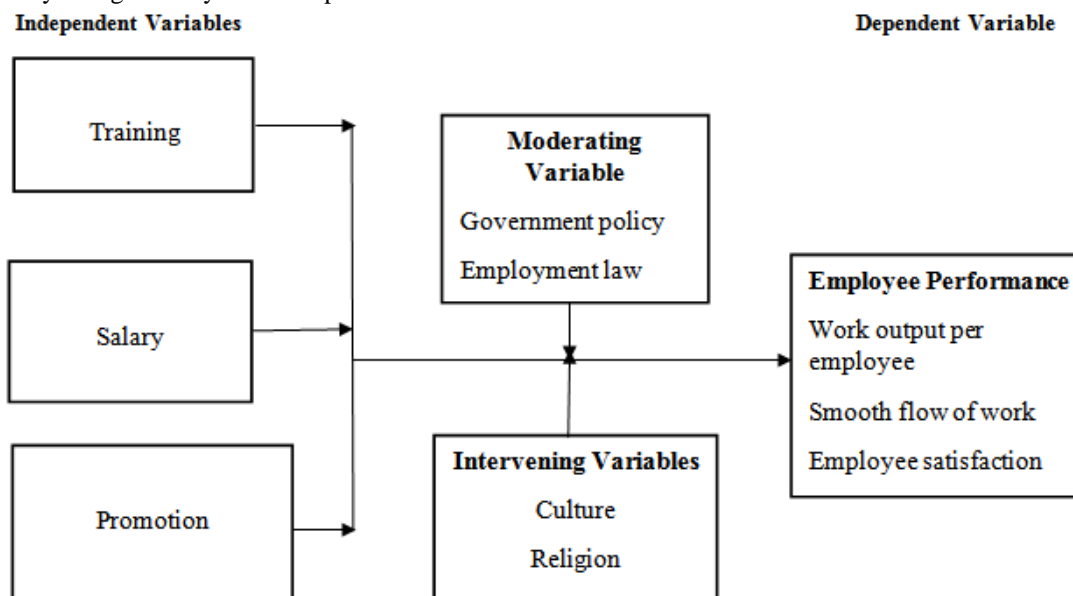 Independent Variables
Dependent Variable
Training
Salary
Promotion
Moderating
Variable
Government policy
Employment law
Intervening Variables
Culture
Religion
Employee Performance
Work output per
employee
Smooth flow of work
Employee satisfaction